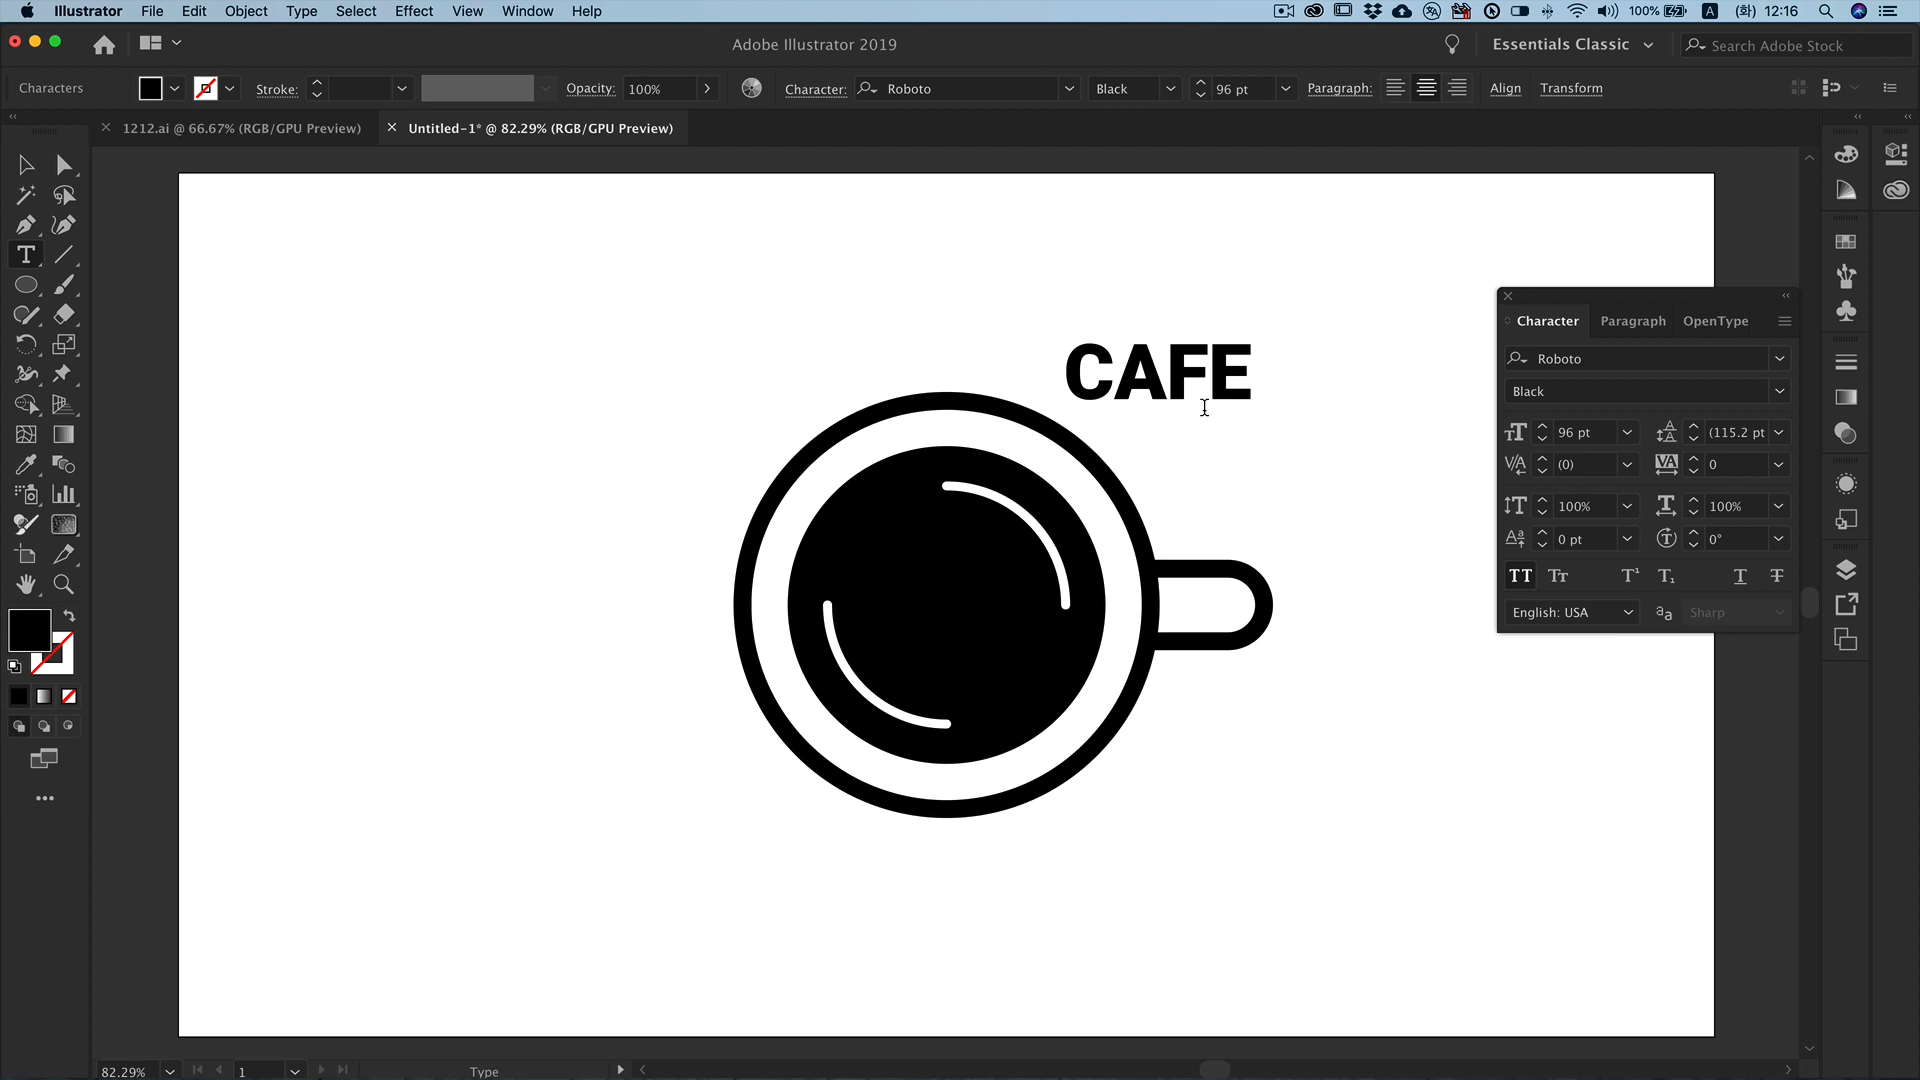 Illustrator File Edit Object Type Select Effect View Window Help 100% A (화) 12:16
Adobe Illustrator 2019 Essentials Classic Search Adobe Stock
Characters Stroke: Opacity: 100% Character: Roboto Black 96 pt Paragraph: Align Transform
1212.ai @ 66.67% (RGB/GPU Preview) Untitled-1* @ 82.29% (RGB/GPU Preview)
CAFE
Character Paragraph OpenType
Roboto
Black
96 pt (115.2 pt
(0) 0
100% 100%
0 pt 0°
English: USA Sharp
82.29% 1 Type